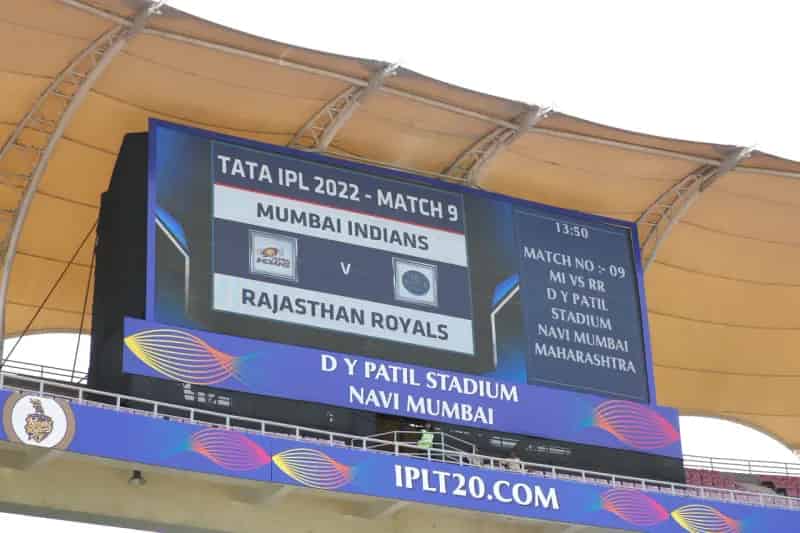 TATA IPL 2022 - MATCH 9
MUMBAI INDIANS
V
RAJASTHAN ROYALS
13:50
MATCH NO :- 09
MI VS RR
D Y PATIL
STADIUM
NAVI MUMBAI
MAHARASHTRA
D Y PATIL STADIUM
NAVI MUMBAI
IPLT20.COM